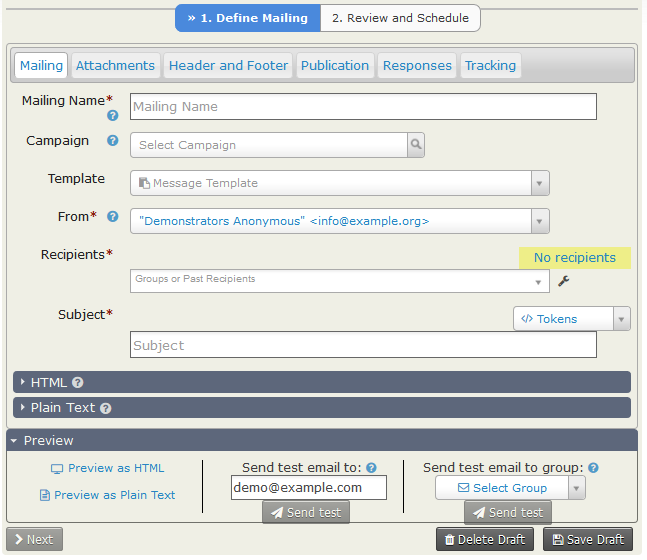 » 1. Define Mailing 2. Review and Schedule
Mailing Attachments Header and Footer Publication Responses Tracking
Mailing Name* ?
Mailing Name
Campaign ? Select Campaign
Template Message Template
From* ? "Demonstrators Anonymous" <info@example.org>
Recipients* No recipients
Groups or Past Recipients
Subject* </> Tokens
Subject
HTML ?
Plain Text ?
Preview
Preview as HTML
Preview as Plain Text
Send test email to: ?
demo@example.com
Send test
Send test email to group: ?
Select Group
Send test
Next Delete Draft Save Draft